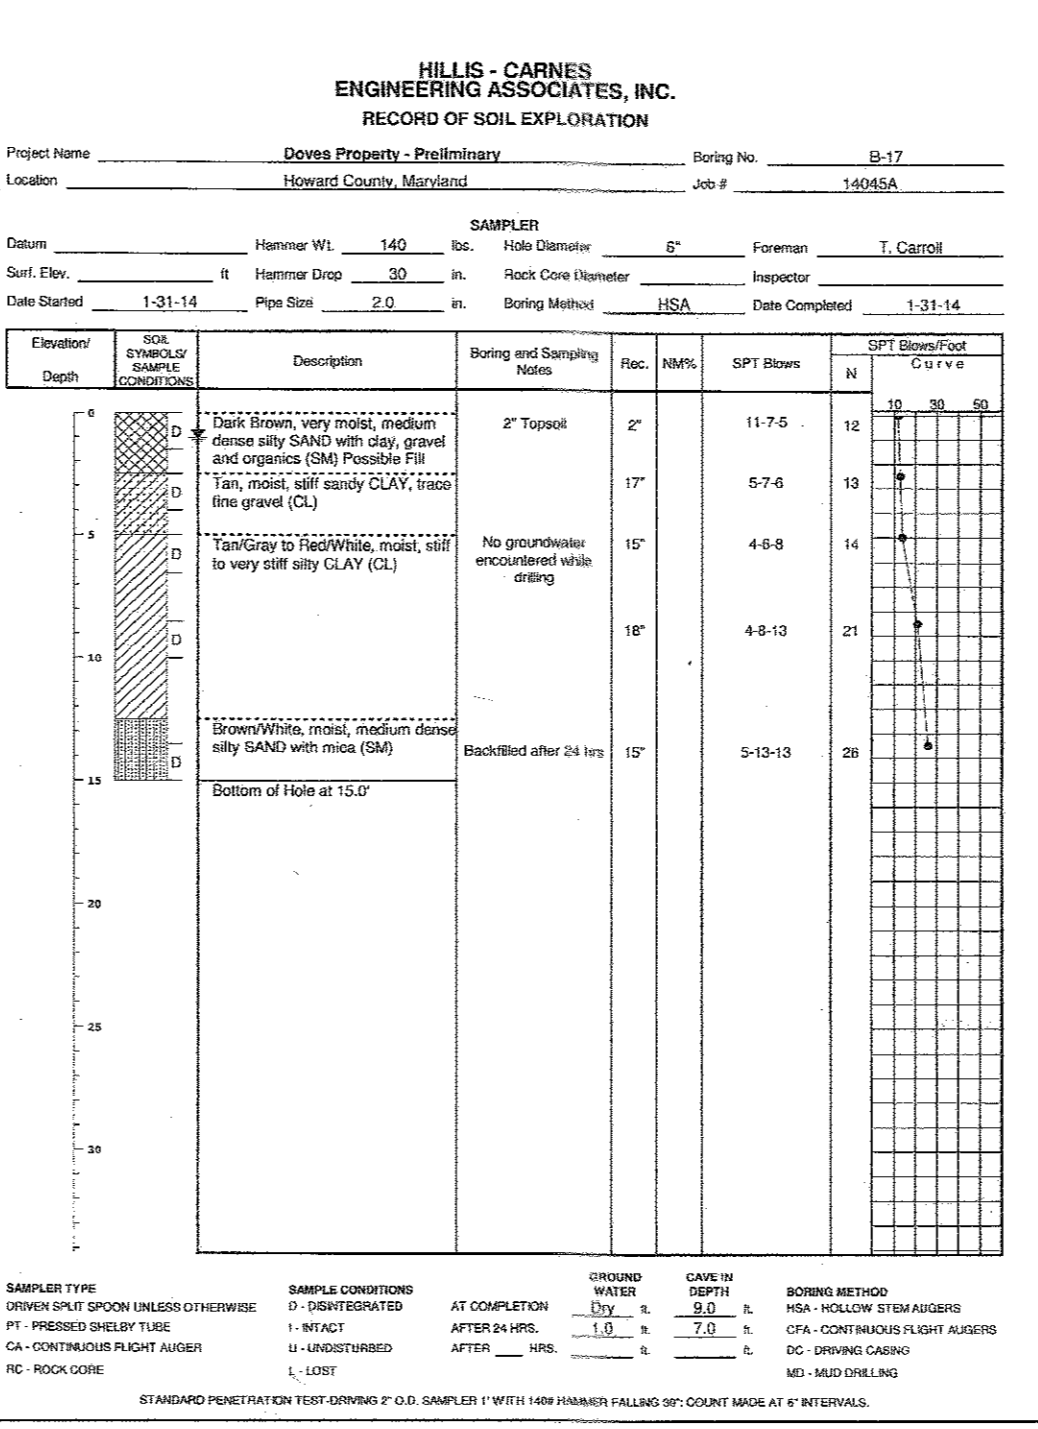 HILLIS - CARNES
ENGINEERING ASSOCIATES, INC.
RECORD OF SOIL EXPLORATION
Project Name Doves Property - Preliminary Boring No. B-17
Location Howard County, Maryland Job # 14045A
SAMPLER
Datum Hammer Wt. 140 lbs. Hole Diameter 6" Foreman T. Carroll
Surf. Elev. ft Hammer Drop 30 in. Rock Core Diameter Inspector
Date Started 1-31-14 Pipe Size 2.0 in. Boring Method HSA Date Completed 1-31-14
Elevation/
Depth
SOIL
SYMBOLS/
SAMPLE
CONDITIONS
Description
Boring and Sampling
Notes
Rec.
NM%
SPT Blows
SPT Blows/Foot
N
Curve
10 30 50
0
D
Dark Brown, very moist, medium
dense silty SAND with clay, gravel
and organics (SM) Possible Fill
2" Topsoil
2"
11-7-5
12
D
Tan, moist, stiff sandy CLAY, trace
fine gravel (CL)
17"
5-7-6
13
5
D
Tan/Gray to Red/White, moist, stiff
to very stiff silty CLAY (CL)
No groundwater
encountered while
drilling
15"
4-6-8
14
D
18"
4-8-13
21
10
Brown/White, moist, medium dense
silty SAND with mica (SM)
D
Backfilled after 24 hrs
15"
5-13-13
26
15
Bottom of Hole at 15.0'
20
25
30
SAMPLER TYPE
DRIVEN SPLIT SPOON UNLESS OTHERWISE
PT - PRESSED SHELBY TUBE
CA - CONTINUOUS FLIGHT AUGER
RC - ROCK CORE
SAMPLE CONDITIONS
D - DISINTEGRATED
I - INTACT
U - UNDISTURBED
L - LOST
GROUND
WATER
CAVE IN
DEPTH
AT COMPLETION Dry ft. 9.0 ft.
AFTER 24 HRS. 1.0 ft. 7.0 ft.
AFTER HRS. ft. ft.
BORING METHOD
HSA - HOLLOW STEM AUGERS
CFA - CONTINUOUS FLIGHT AUGERS
DC - DRIVING CASING
MD - MUD DRILLING
STANDARD PENETRATION TEST-DRIVING 2" O.D. SAMPLER 1' WITH 140# HAMMER FALLING 30": COUNT MADE AT 6" INTERVALS.